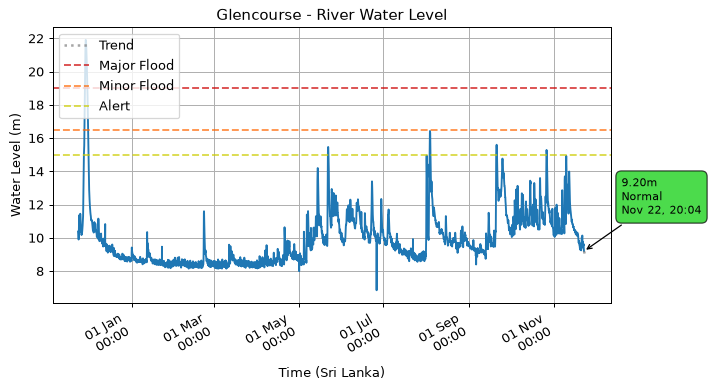 Glencourse - River Water Level
Trend
Major Flood
Minor Flood
Alert
Water Level (m)
22
20
18
16
14
12
10
8
9.20m
Normal
Nov 22, 20:04
01 Jan
00:00
01 Mar
00:00
01 May
00:00
01 Jul
00:00
01 Sep
00:00
01 Nov
00:00
Time (Sri Lanka)